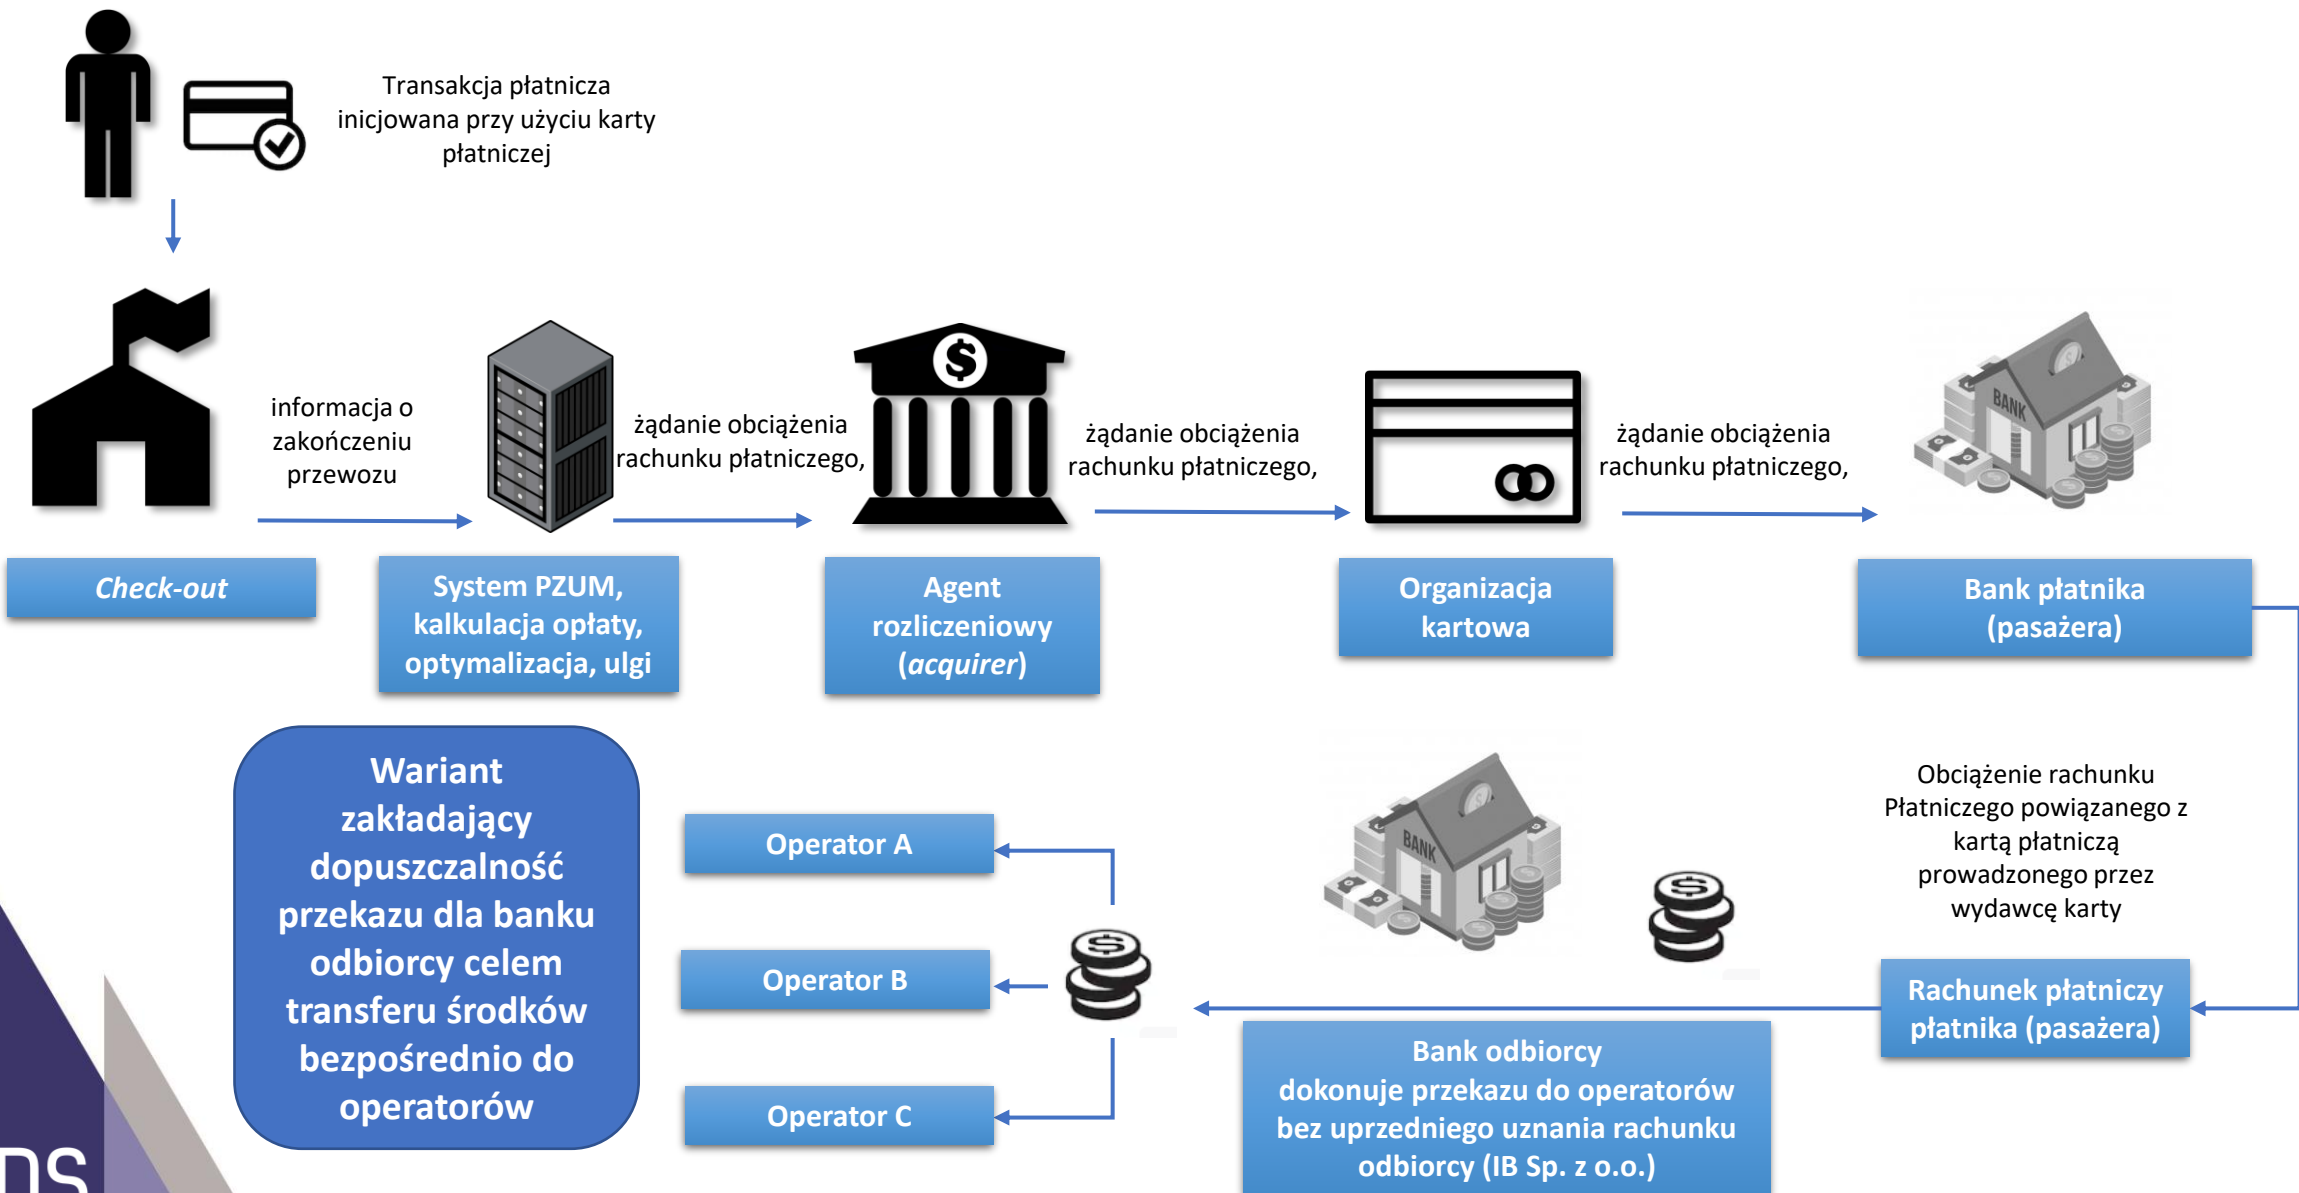 Transakcja płatnicza
inicjowana przy użyciu karty
płatniczej
informacja o
zakończeniu
przewozu
żądanie obciążenia
rachunku płatniczego,
żądanie obciążenia
rachunku płatniczego,
żądanie obciążenia
rachunku płatniczego,
BANK
Check-out
System PZUM,
kalkulacja opłaty,
optymalizacja, ulgi
Agent
rozliczeniowy
(acquirer)
Organizacja
kartowa
Bank płatnika
(pasażera)
Wariant
zakładający
dopuszczalność
przekazu dla banku
odbiorcy celem
transferu środków
bezpośrednio do
operatorów
Operator A
Operator B
Operator C
BANK
Obciążenie rachunku
Płatniczego powiązanego z
kartą płatniczą
prowadzonego przez
wydawcę karty
Rachunek płatniczy
płatnika (pasażera)
Bank odbiorcy
dokonuje przekazu do operatorów
bez uprzedniego uznania rachunku
odbiorcy (IB Sp. z o.o.)